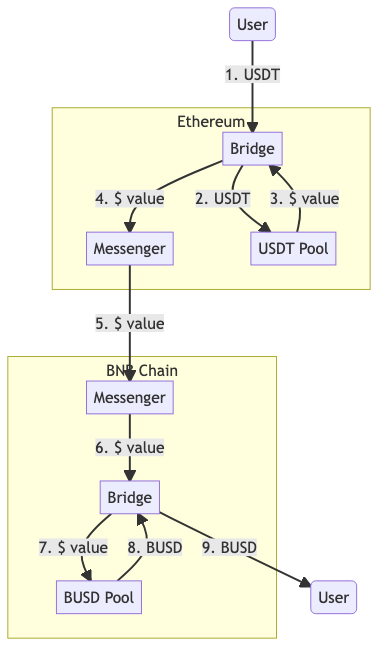 User
1. USDT
Ethereum
Bridge
4. $ value
2. USDT
3. $ value
Messenger
USDT Pool
5. $ value
BNB Chain
Messenger
6. $ value
Bridge
7. $ value
8. BUSD
9. BUSD
BUSD Pool
User